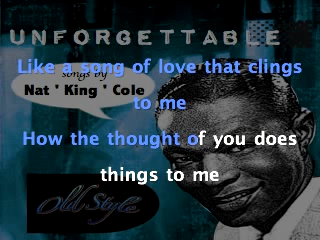 UNFORGETTABLE
Like a song of love that clings
songs by
Nat ' King ' Cole
to me
How the thought of you does
things to me
Old Style